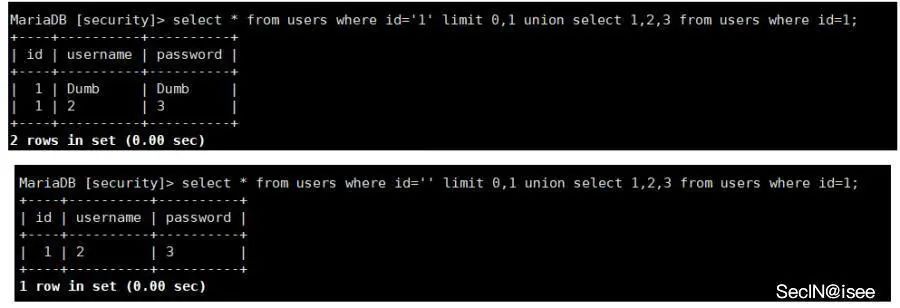 MariaDB [security]> select * from users where id='1' limit 0,1 union select 1,2,3 from users where id=1;
+----+----------+----------+
| id | username | password |
+----+----------+----------+
|  1 | Dumb     | Dumb     |
|  1 | 2        | 3        |
+----+----------+----------+
2 rows in set (0.00 sec)
MariaDB [security]> select * from users where id='' limit 0,1 union select 1,2,3 from users where id=1;
+----+----------+----------+
| id | username | password |
+----+----------+----------+
|  1 | 2        | 3        |
+----+----------+----------+
1 row in set (0.00 sec)
SecIN@isee